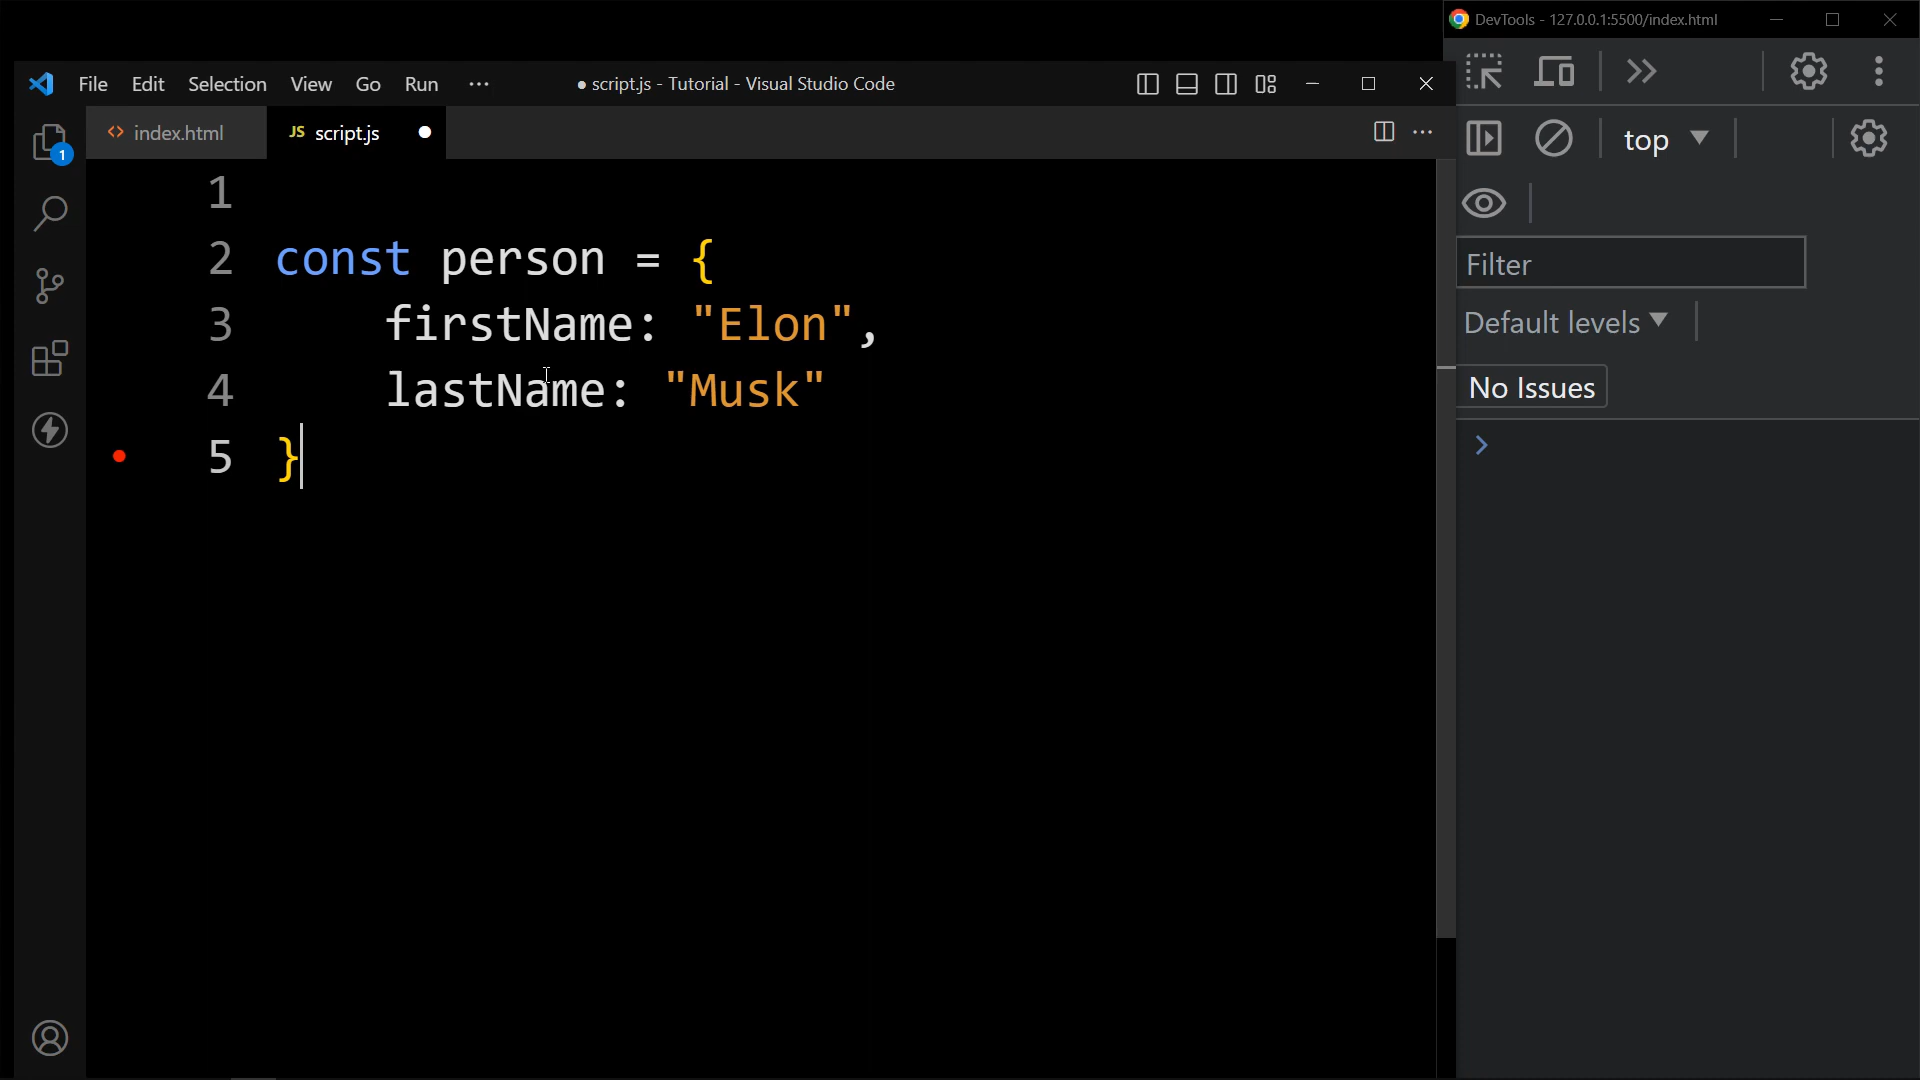 DevTools - 127.0.0.1:5500/index.html
File Edit Selection View Go Run ··· ● script.js - Tutorial - Visual Studio Code
<> index.html JS script.js ●
top
Filter
Default levels
No Issues
1
1
2 const person = {
3 firstName: "Elon",
4 lastName: "Musk"
5 }